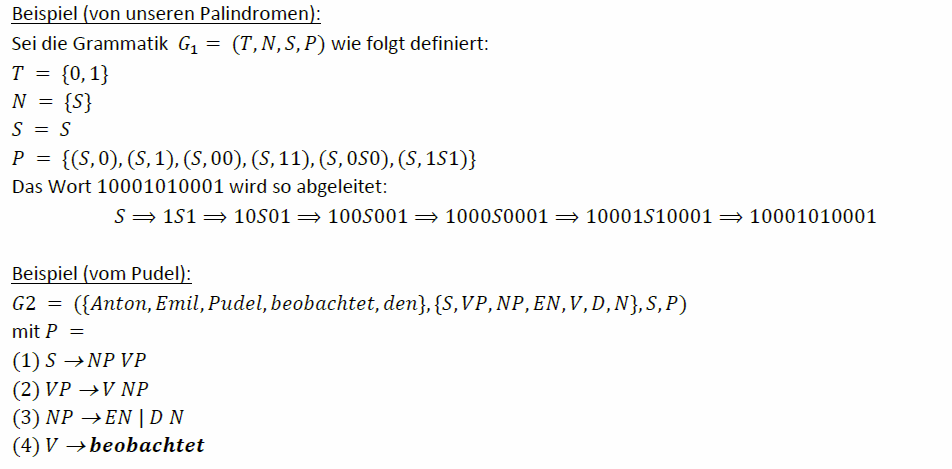 Beispiel (von unseren Palindromen):
Sei die Grammatik G₁ = (T, N, S, P) wie folgt definiert:
T = {0, 1}
N = {S}
S = S
P = {(S, 0), (S, 1), (S, 00), (S, 11), (S, 0S0), (S, 1S1)}
Das Wort 10001010001 wird so abgeleitet:
S ⟹ 1S1 ⟹ 10S01 ⟹ 100S001 ⟹ 1000S0001 ⟹ 10001S10001 ⟹ 10001010001
Beispiel (vom Pudel):
G2 = ({Anton, Emil, Pudel, beobachtet, den}, {S, VP, NP, EN, V, D, N}, S, P)
mit P =
(1) S → NP VP
(2) VP → V NP
(3) NP → EN | D N
(4) V → beobachtet